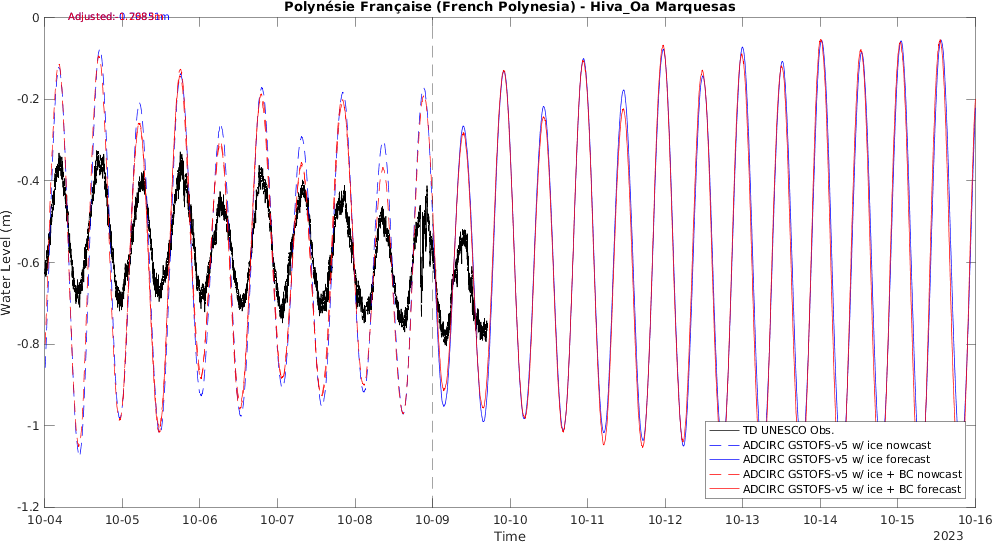 Polynésie Française (French Polynesia) - Hiva_Oa Marquesas
Adjusted:
0
-0.2
-0.4
-0.6
-0.8
-1
-1.2
Water Level (m)
TD UNESCO Obs.
ADCIRC GSTOFS-v5 w/ ice nowcast
ADCIRC GSTOFS-v5 w/ ice forecast
ADCIRC GSTOFS-v5 w/ ice + BC nowcast
ADCIRC GSTOFS-v5 w/ ice + BC forecast
10-04 10-05 10-06 10-07 10-08 10-09 10-10 10-11 10-12 10-13 10-14 10-15 10-16
Time
2023